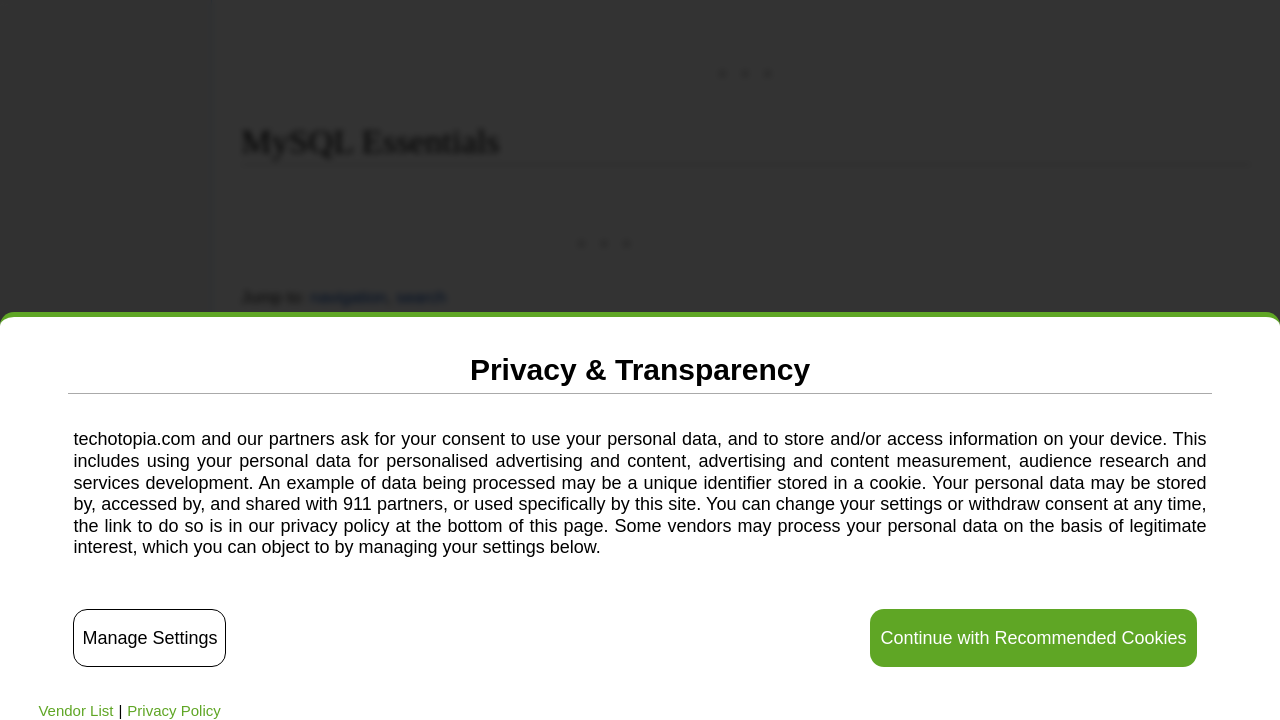 MySQL Essentials
Jump to: navigation, search
Privacy & Transparency
techotopia.com and our partners ask for your consent to use your personal data, and to store and/or access information on your device. This
includes using your personal data for personalised advertising and content, advertising and content measurement, audience research and
services development. An example of data being processed may be a unique identifier stored in a cookie. Your personal data may be stored
by, accessed by, and shared with 911 partners, or used specifically by this site. You can change your settings or withdraw consent at any time,
the link to do so is in our privacy policy at the bottom of this page. Some vendors may process your personal data on the basis of legitimate
interest, which you can object to by managing your settings below.
Manage Settings
Continue with Recommended Cookies
Vendor List | Privacy Policy